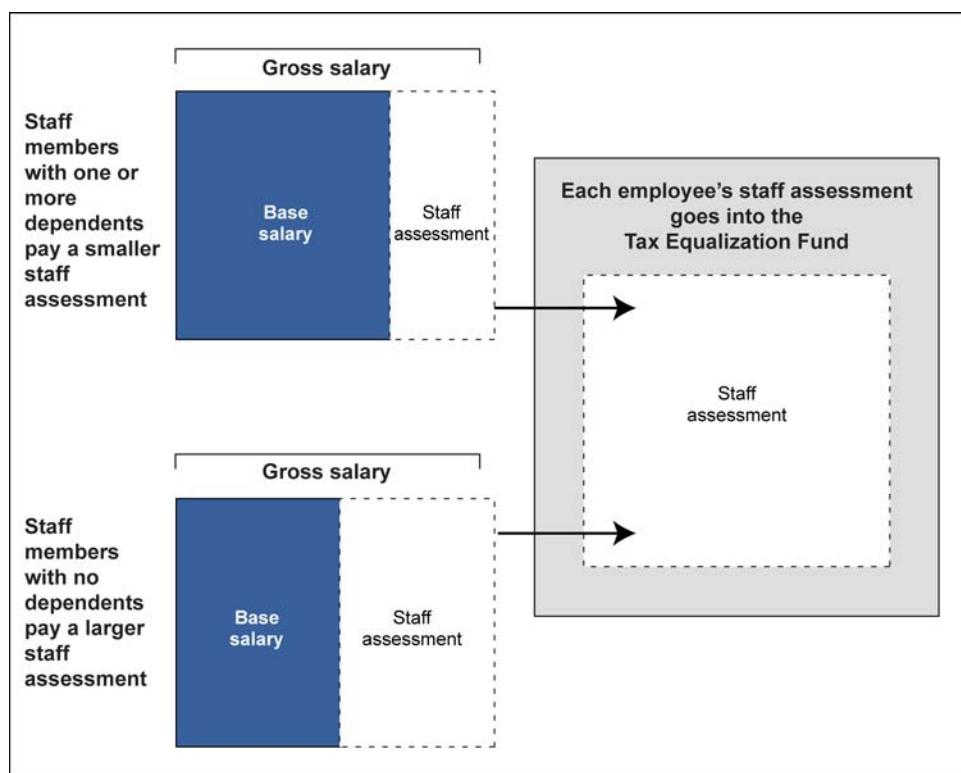 Gross salary
Staff
members
with one or
more
dependents
pay a smaller
staff
assessment
Base
salary
Staff
assessment
Each employee's staff assessment
goes into the
Tax Equalization Fund
Staff
assessment
Gross salary
Staff
members
with no
dependents
pay a larger
staff
assessment
Base
salary
Staff
assessment